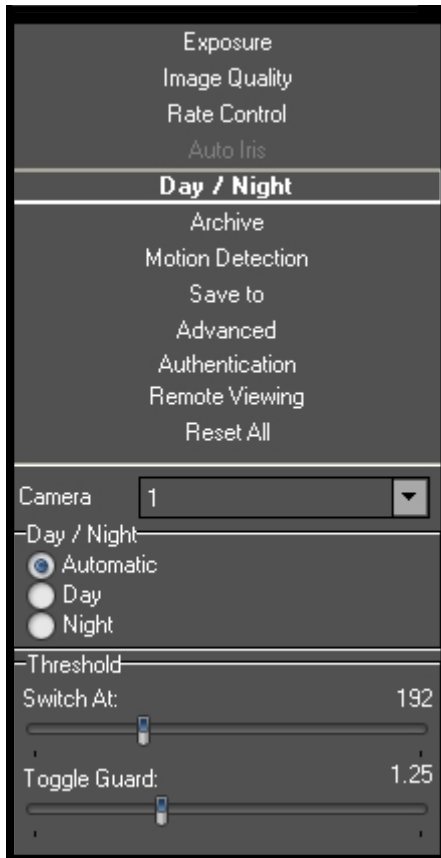 Exposure
Image Quality
Rate Control
Auto Iris
Day / Night
Archive
Motion Detection
Save to
Advanced
Authentication
Remote Viewing
Reset All
Camera 1
Day / Night
Automatic
Day
Night
Threshold
Switch At: 192
Toggle Guard: 1.25